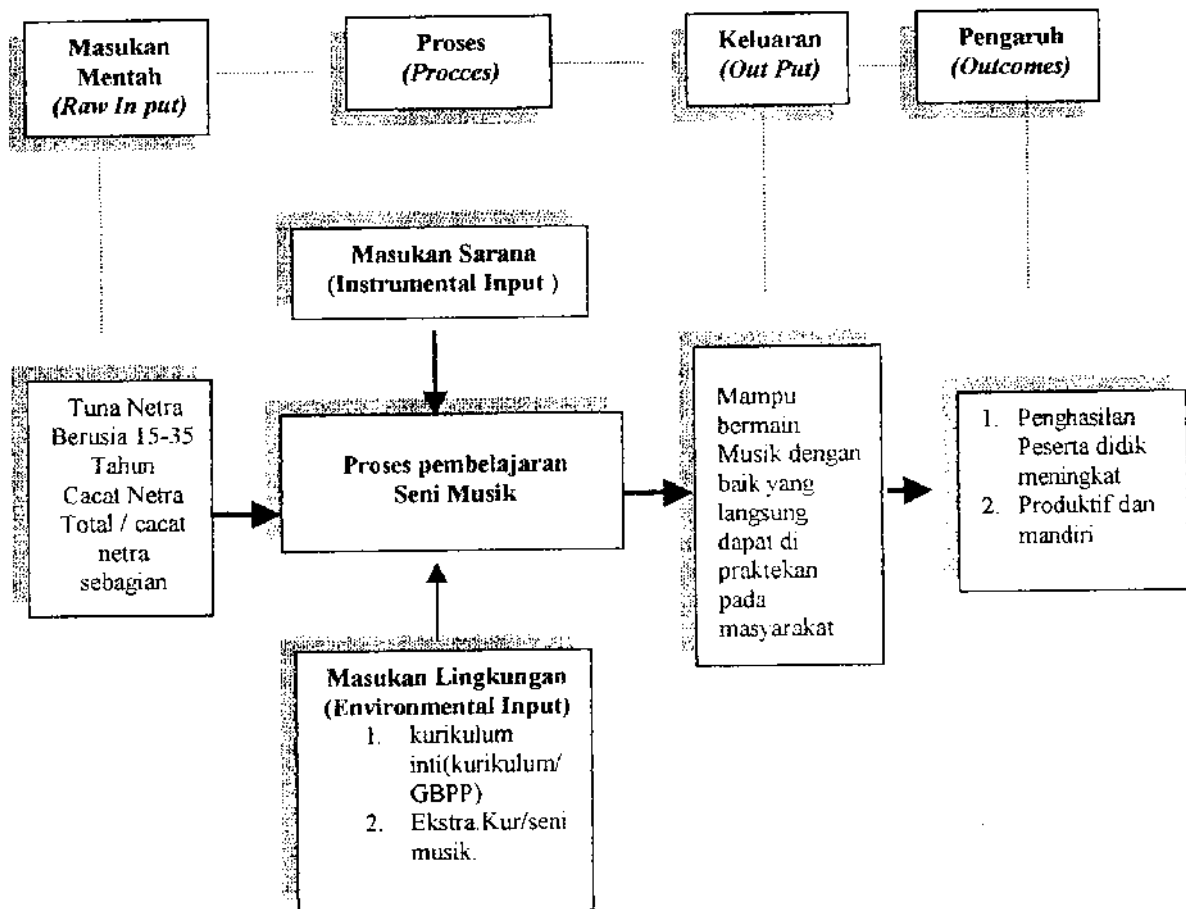 Masukan
Mentah
(Raw In put)
Proses
(Procces)
Keluaran
(Out Put)
Pengaruh
(Outcomes)
Masukan Sarana
(Instrumental Input )
Tuna Netra
Berusia 15-35
Tahun
Cacat Netra
Total / cacat
netra
sebagian
Proses pembelajaran
Seni Musik
Mampu
bermain
Musik dengan
baik yang
langsung
dapat di
praktekan
pada
masyarakat
1. Penghasilan
Peserta didik
meningkat
2. Produktif dan
mandiri
Masukan Lingkungan
(Environmental Input)
1. kurikulum
inti(kurikulum/
GBPP)
2. Ekstra.Kur/seni
musik.